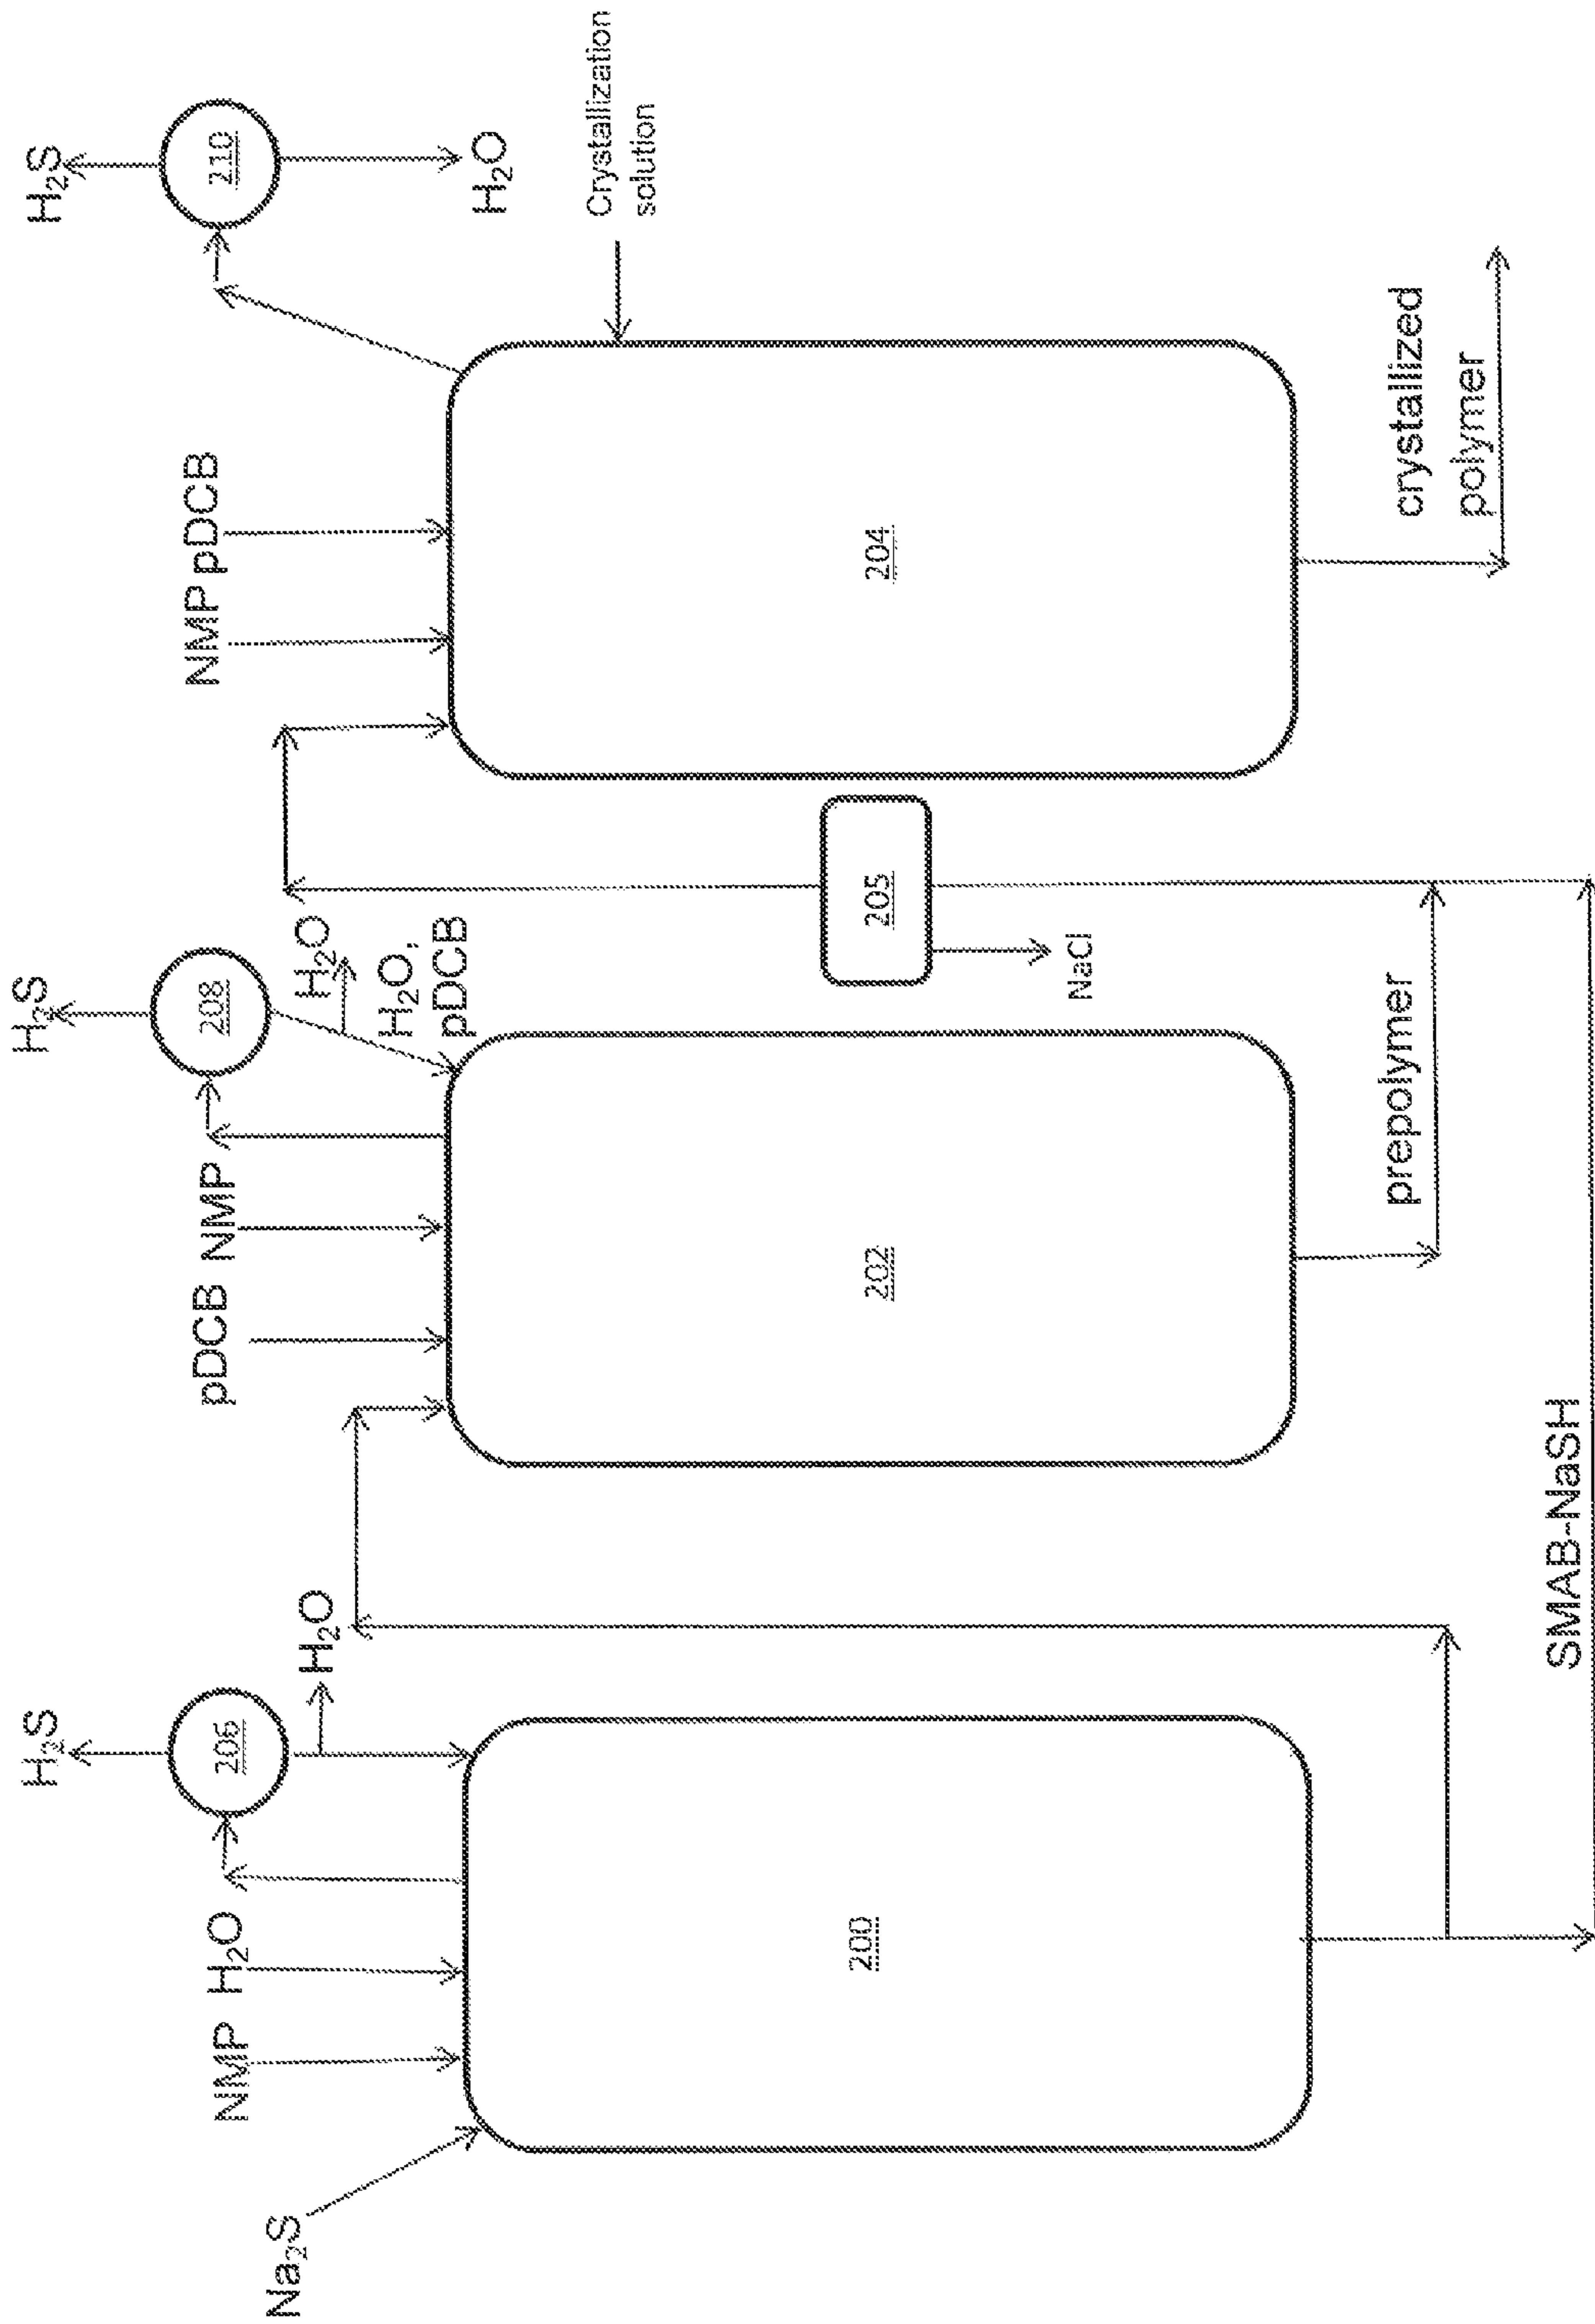 H₂S
H₂S
H₂S
206
208
210
NMP H₂O
H₂O
pDCB NMP
H₂O
H₂O,
pDCB
NMP pDCB
H₂O
Na₂S
Crystallization
solution
200
202
205
204
NaCl
prepolymer
crystallized
polymer
SMAB-NaSH